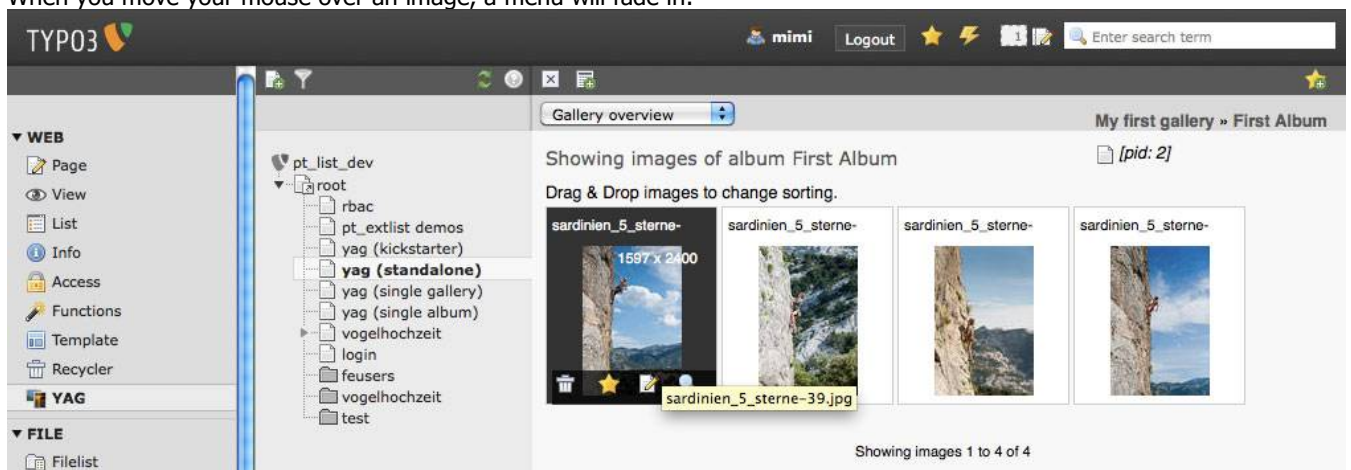 When you move your mouse over an image, a menu will fade in.
TYPO3
mimi
Logout
1
Enter search term
Gallery overview
My first gallery » First Album
[pid: 2]
WEB
Page
View
List
Info
Access
Functions
Template
Recycler
YAG
FILE
Filelist
pt_list_dev
root
rbac
pt_extlist demos
yag (kickstarter)
yag (standalone)
yag (single gallery)
yag (single album)
vogelhochzeit
login
feusers
vogelhochzeit
test
Showing images of album First Album
Drag & Drop images to change sorting.
sardinien_5_sterne-
1597 x 2400
sardinien_5_sterne-39.jpg
sardinien_5_sterne-
sardinien_5_sterne-
sardinien_5_sterne-
Showing images 1 to 4 of 4